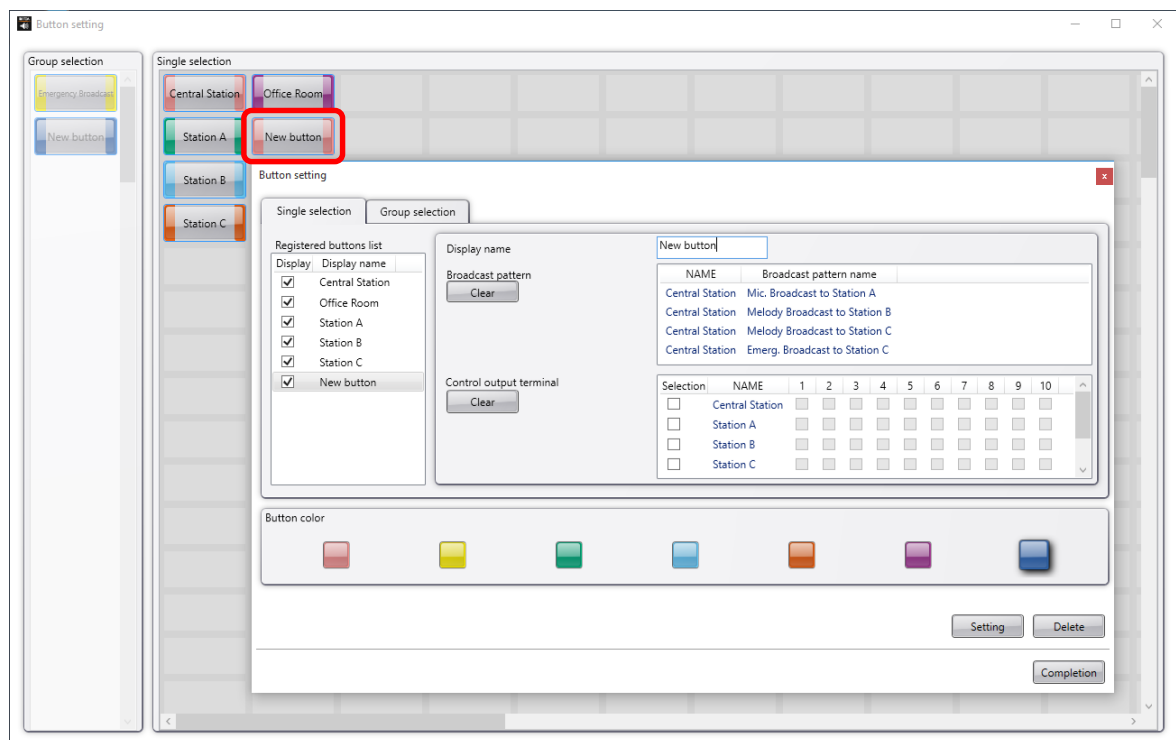 Button setting
Group selection
Emergency Broadcast
New button
Single selection
Central Station
Office Room
Station A
New button
Station B
Station C
Button setting
Single selection
Group selection
Registered buttons list
Display Display name
Central Station
Office Room
Station A
Station B
Station C
New button
Display name
New button
Broadcast pattern
Clear
NAME Broadcast pattern name
Central Station Mic. Broadcast to Station A
Central Station Melody Broadcast to Station B
Central Station Melody Broadcast to Station C
Central Station Emerg. Broadcast to Station C
Control output terminal
Clear
Selection NAME 1 2 3 4 5 6 7 8 9 10
Central Station
Station A
Station B
Station C
Button color
Setting
Delete
Completion